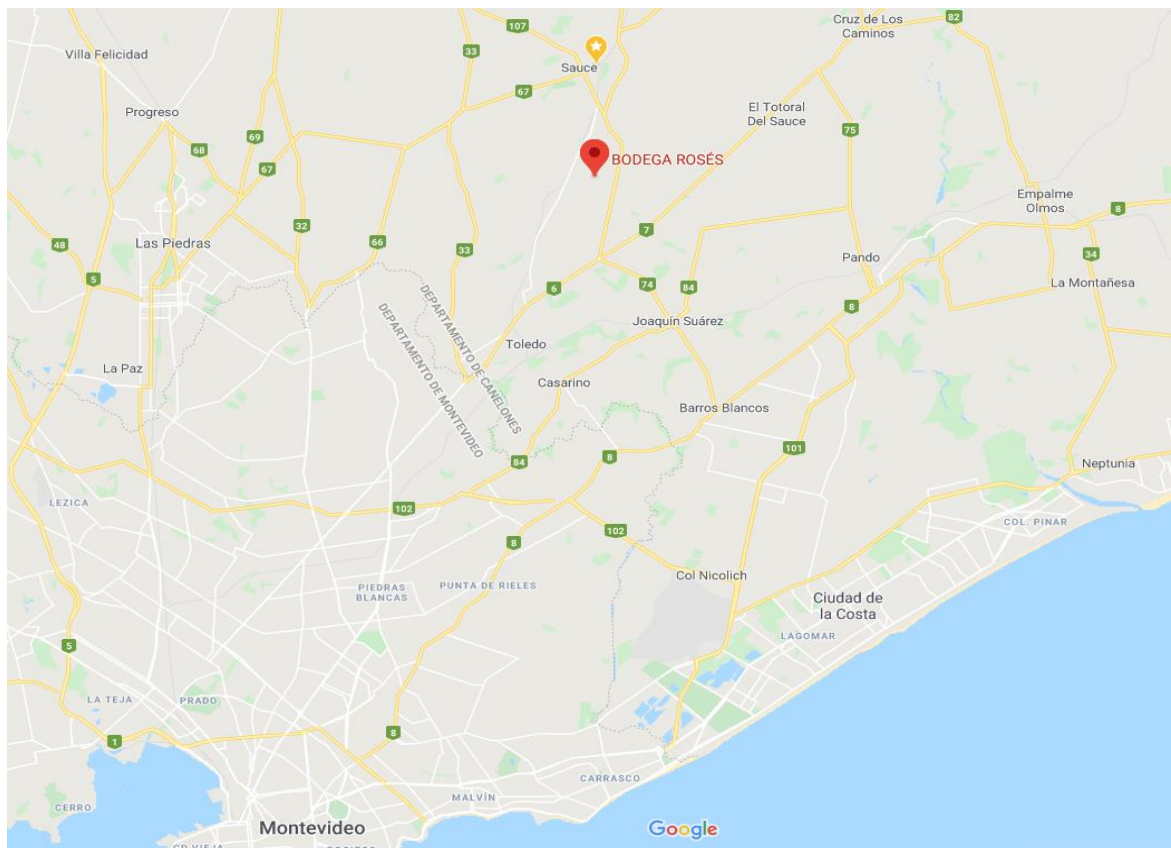 107
33
Villa Felicidad
Sauce
Cruz de Los
Caminos
82
67
Progreso
69
68
67
El Totoral
Del Sauce
75
BODEGA ROSÉS
Empalme
Olmos
8
32
66
33
7
48
Las Piedras
5
Pando
34
La Montañesa
6
74
84
8
DEPARTAMENTO DE CANELONES
DEPARTAMENTO DE MONTEVIDEO
Joaquín Suárez
Toledo
La Paz
Casarino
Barros Blancos
101
84
8
Neptunia
LEZICA
102
COL. PINAR
102
8
Col Nicolich
PIEDRAS
BLANCAS
PUNTA DE RIELES
Ciudad de
la Costa
LAGOMAR
5
LA TEJA
PRADO
1
8
CARRASCO
CERRO
MALVÍN
Montevideo
Google
CD VIEJA